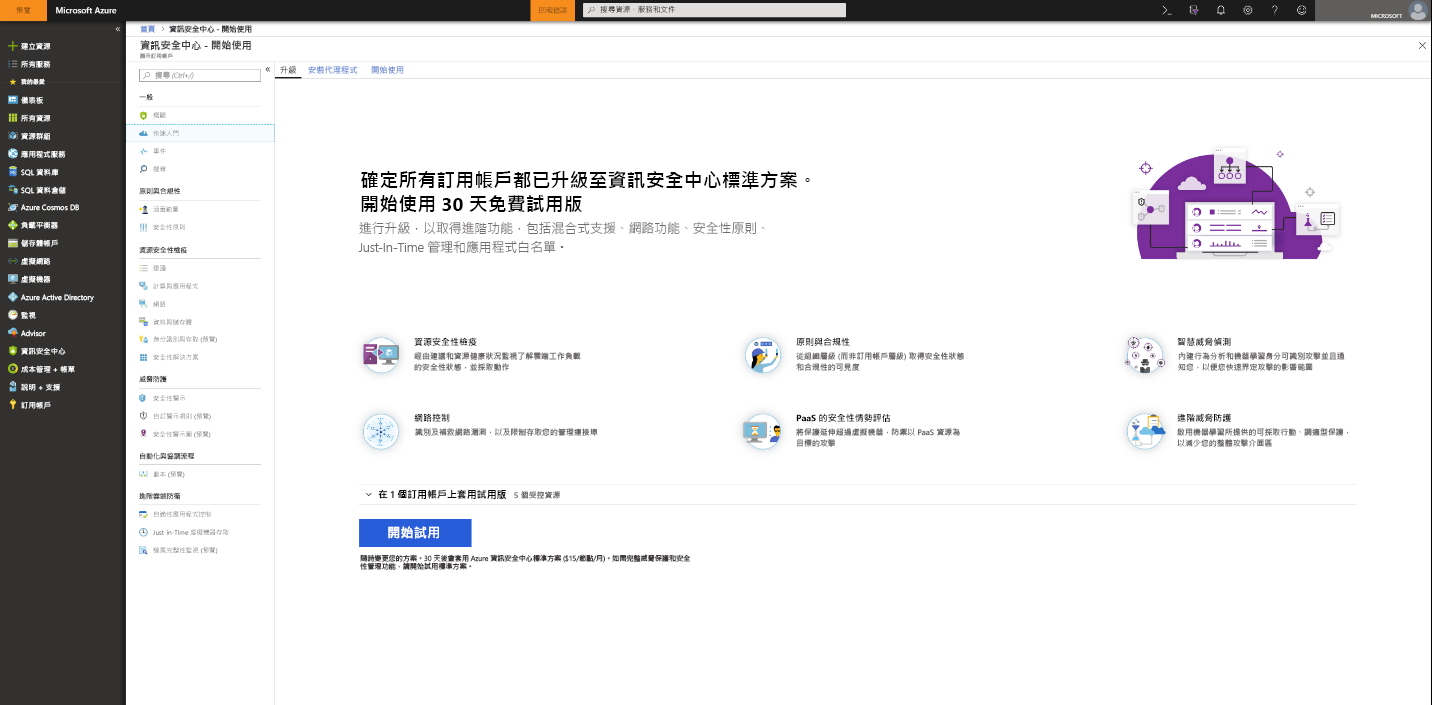 預覽
Microsoft Azure
回報錯誤
搜尋資源、服務和文件
MICROSOFT
建立資源
所有服務
我的最愛
儀表板
所有資源
資源群組
應用程式服務
SQL 資料庫
SQL 資料倉儲
Azure Cosmos DB
負載平衡器
儲存體帳戶
虛擬網路
虛擬機器
Azure Active Directory
監視
Advisor
資訊安全中心
成本管理 + 帳單
說明 + 支援
訂用帳戶
首頁 > 資訊安全中心 - 開始使用
資訊安全中心 - 開始使用
顯示訂用帳戶
搜尋 (Ctrl+/)
一般
概觀
快速入門
事件
搜尋
原則與合規性
涵蓋範圍
安全性原則
資源安全性檢疫
建議
計算與應用程式
網路
資料與儲存體
身分識別與存取 (預覽)
安全性解決方案
威脅防護
安全性警示
自訂警示規則 (預覽)
安全性警示圖 (預覽)
自動化與協調流程
劇本 (預覽)
進階雲端防衛
自適性應用程式控制
Just-in-Time 虛擬機器存取
檔案完整性監視 (預覽)
升級 安裝代理程式 開始使用
確定所有訂用帳戶都已升級至資訊安全中心標準方案。
開始使用 30 天免費試用版
進行升級，以取得進階功能，包括混合式支援、網路功能、安全性原則、
Just-In-Time 管理和應用程式白名單。
資源安全性檢疫
經由建議和資源健康狀況監視了解雲端工作負載
的安全性狀態，並採取動作
原則與合規性
從組織層級 (而非訂用帳戶層級) 取得安全性狀態
和合規性的可見度
智慧威脅偵測
內建行為分析和機器學習身分可識別攻擊並且通
知您，以便您快速界定攻擊的影響範圍
網路控制
識別及補救網路漏洞，以及限制存取您的管理連接埠
PaaS 的安全性情勢評估
將保護延伸超過虛擬機器，防禦以 PaaS 資源為
目標的攻擊
進階威脅防護
啟用機器學習所提供的可採取行動、調適型保護，
以減少您的整體攻擊介面區
在 1 個訂用帳戶上套用試用版 5 個受控資源
開始試用
隨時變更您的方案。30 天後會套用 Azure 資訊安全中心標準方案 ($15/節點/月)。如需完整威脅保護和安全
性管理功能，請開始試用標準方案。